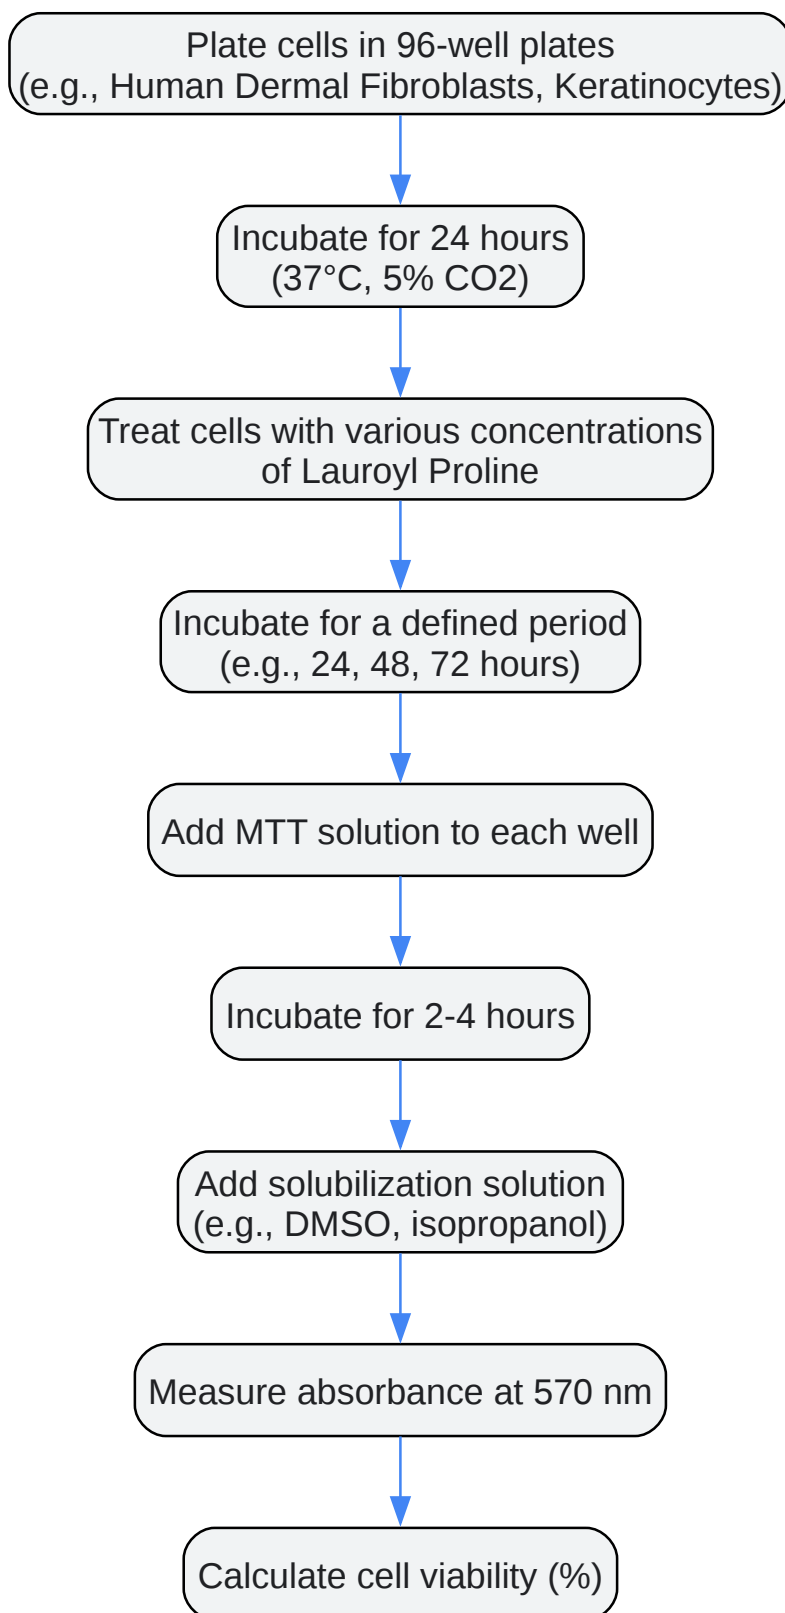 Plate cells in 96-well plates
(e.g., Human Dermal Fibroblasts, Keratinocytes)
Incubate for 24 hours
(37°C, 5% CO2)
Treat cells with various concentrations
of Lauroyl Proline
Incubate for a defined period
(e.g., 24, 48, 72 hours)
Add MTT solution to each well
Incubate for 2-4 hours
Add solubilization solution
(e.g., DMSO, isopropanol)
Measure absorbance at 570 nm
Calculate cell viability (%)